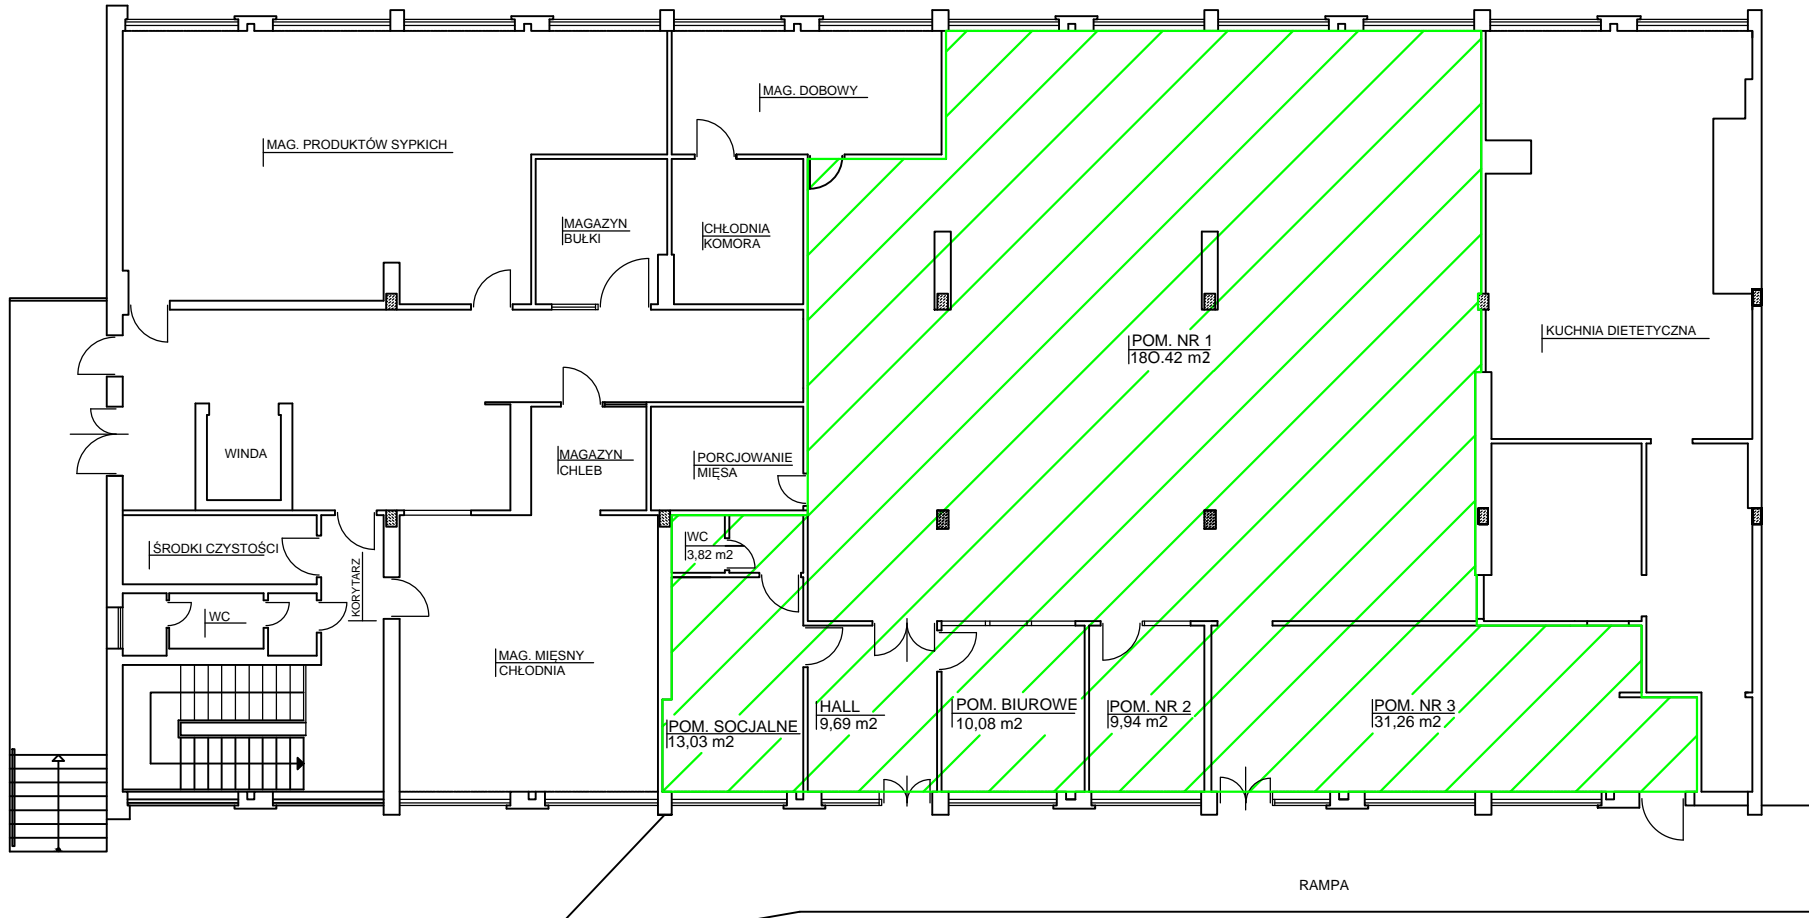 MAG. DOBOWY
MAG. PRODUKTÓW SYPKICH
MAGAZYN
BUŁKI
CHŁODNIA
KOMORA
KUCHNIA DIETETYCZNA
POM. NR 1
18O.42 m2
WINDA
MAGAZYN
CHLEB
PORCJOWANIE
MIĘSA
ŚRODKI CZYSTOŚCI
KORYTARZ
WC
3,82 m2
WC
MAG. MIĘSNY
CHŁODNIA
POM. SOCJALNE
13,03 m2
HALL
9,69 m2
POM. BIUROWE
10,08 m2
POM. NR 2
9,94 m2
POM. NR 3
31,26 m2
RAMPA